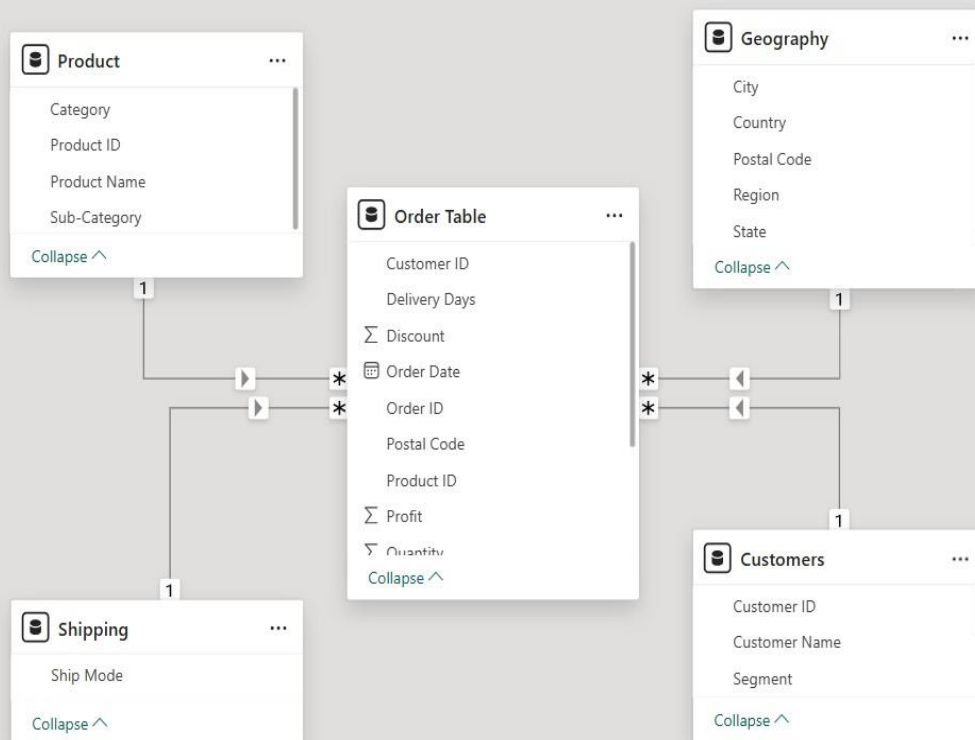 Product
...
Category
Product ID
Product Name
Sub-Category
Collapse
1
Geography
...
City
Country
Postal Code
Region
State
Collapse
1
Order Table
...
Customer ID
Delivery Days
∑ Discount
Order Date
Order ID
Postal Code
Product ID
∑ Profit
∑ Quantity
Collapse
*
*
*
*
1
Shipping
...
Ship Mode
Collapse
1
Customers
...
Customer ID
Customer Name
Segment
Collapse